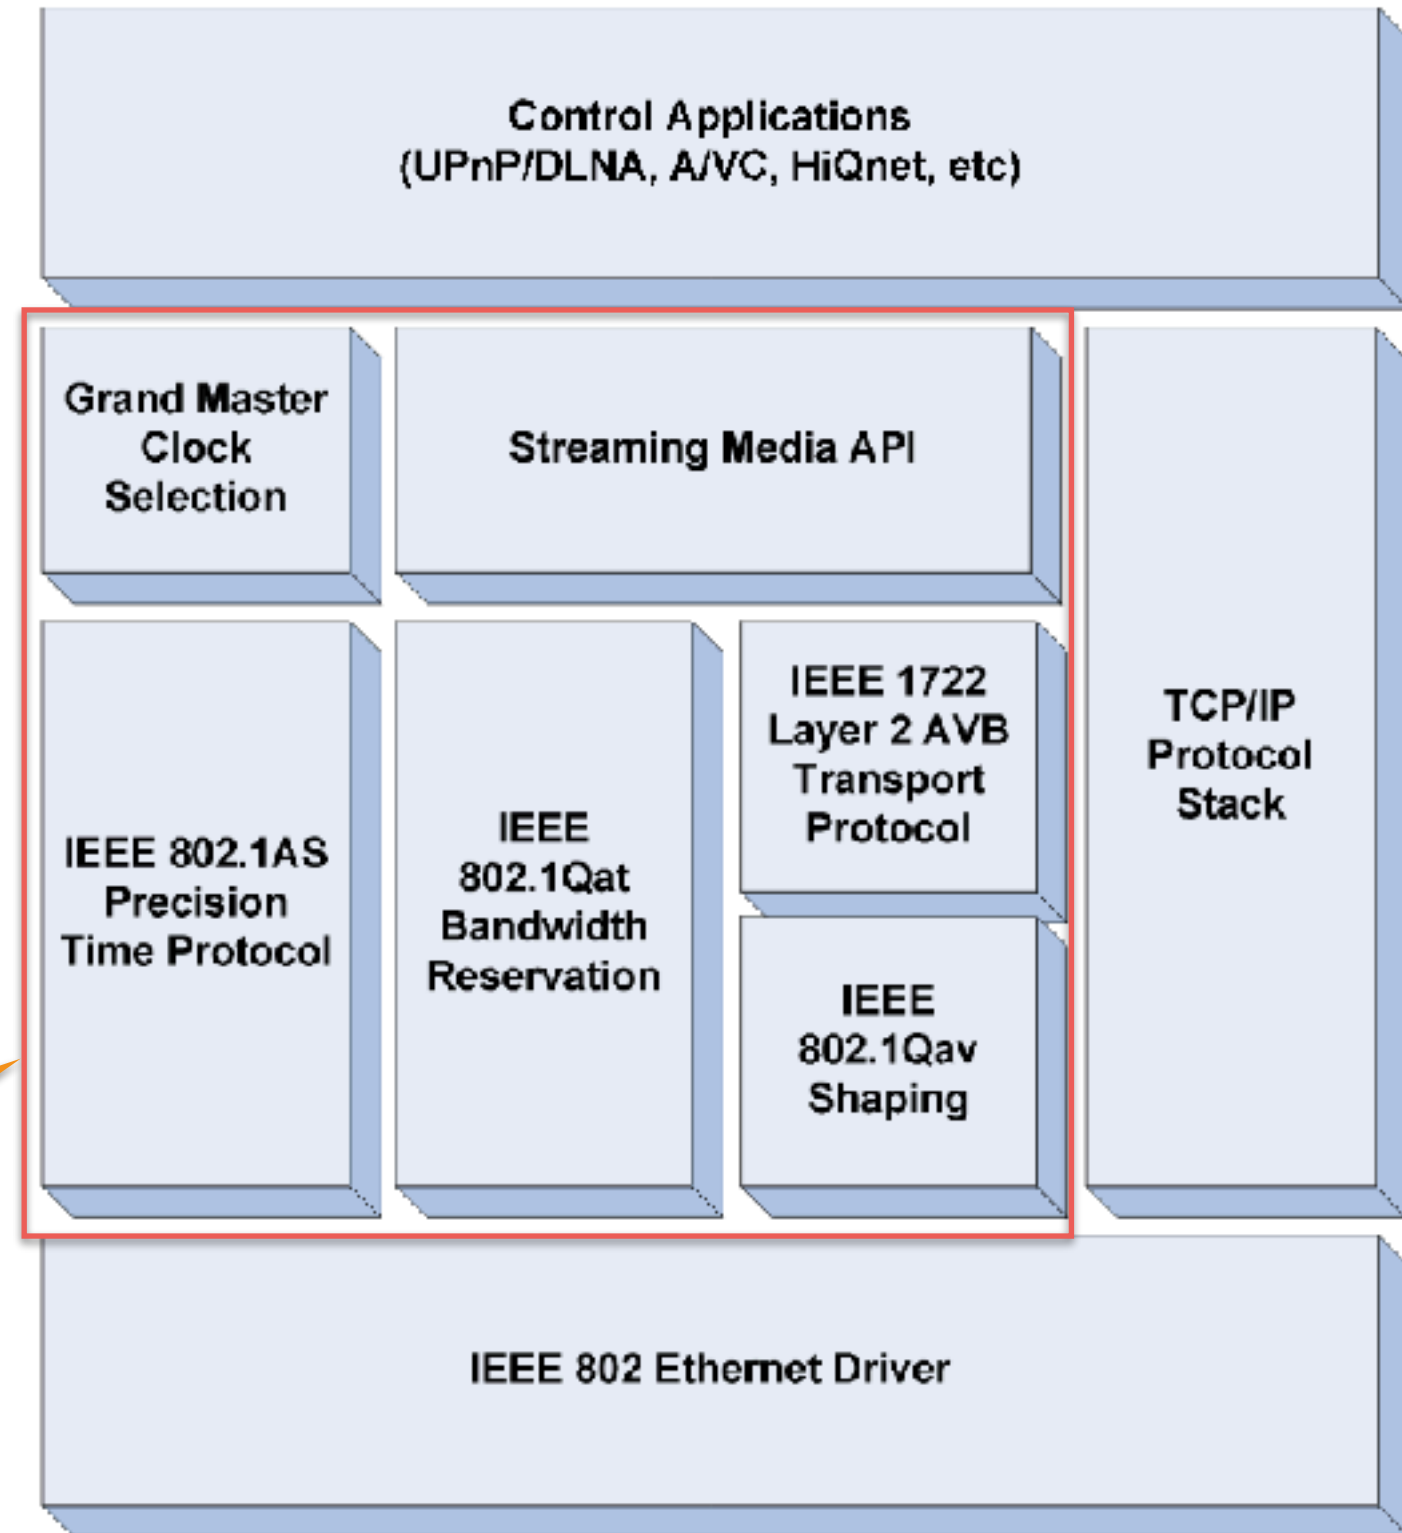 Control Applications
(UPnP/DLNA, A/VC, HiQnet, etc)
Grand Master
Clock
Selection
Streaming Media API
IEEE 802.1AS
Precision
Time Protocol
IEEE
802.1Qat
Bandwidth
Reservation
IEEE 1722
Layer 2 AVB
Transport
Protocol
IEEE
802.1Qav
Shaping
TCP/IP
Protocol
Stack
IEEE 802 Ethernet Driver